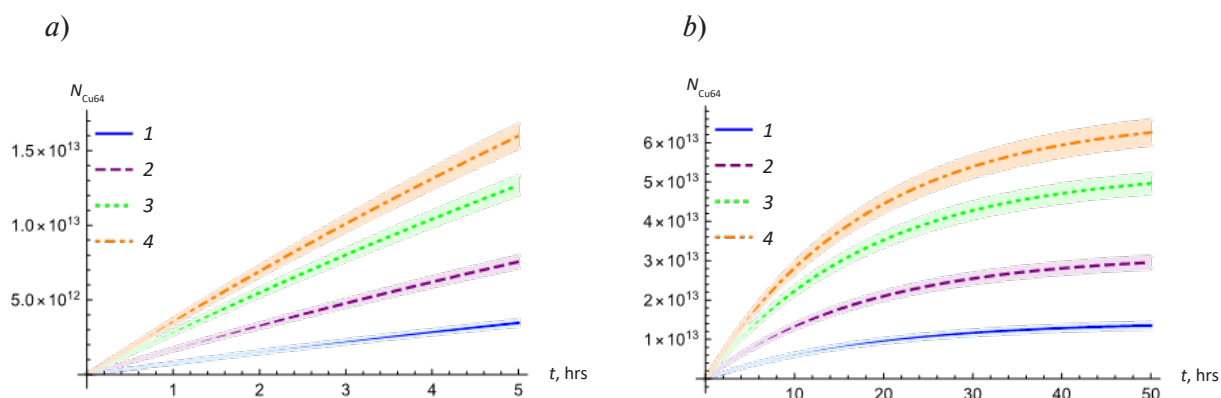 a)
N_Cu64
1.5 × 10^13
1.0 × 10^13
5.0 × 10^12
1
2
3
4
1 2 3 4 5
t, hrs
b)
N_Cu64
6 × 10^13
5 × 10^13
4 × 10^13
3 × 10^13
2 × 10^13
1 × 10^13
1
2
3
4
10 20 30 40 50
t, hrs